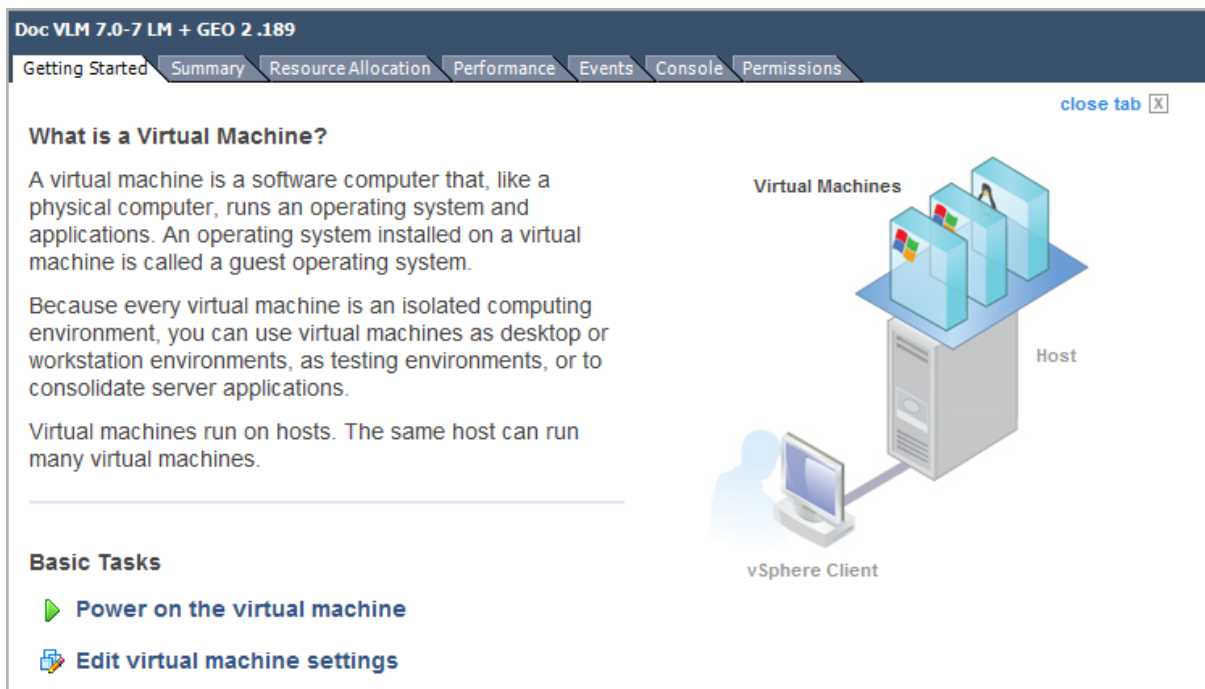 Doc VLM 7.0-7 LM + GEO 2 .189
Getting Started Summary Resource Allocation Performance Events Console Permissions
close tab X
What is a Virtual Machine?
A virtual machine is a software computer that, like a
physical computer, runs an operating system and
applications. An operating system installed on a virtual
machine is called a guest operating system.
Because every virtual machine is an isolated computing
environment, you can use virtual machines as desktop or
workstation environments, as testing environments, or to
consolidate server applications.
Virtual machines run on hosts. The same host can run
many virtual machines.
Virtual Machines
Host
vSphere Client
Basic Tasks
Power on the virtual machine
Edit virtual machine settings